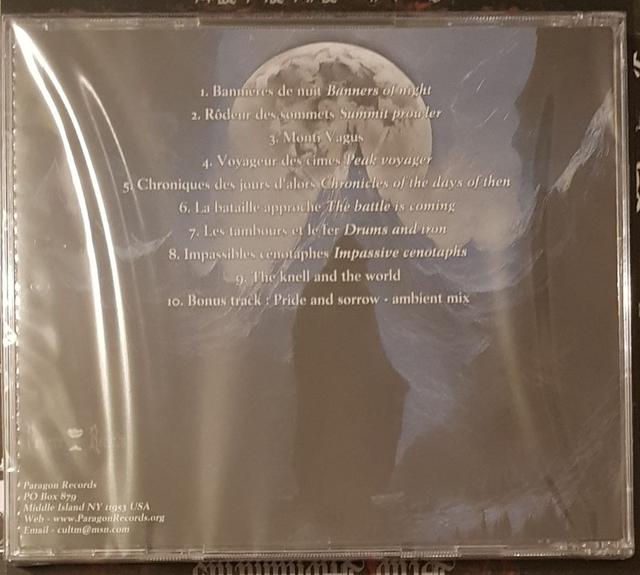 1. Bannières de nuit Banners of night
2. Rôdeur des sommets Summit prowler
3. Monti Vagus
4. Voyageur des cimes Peak voyager
5. Chroniques des jours d'alors Chronicles of the days of then
6. La bataille approche The battle is coming
7. Les tambours et le fer Drums and iron
8. Impassibles cénotaphes Impassive cenotaphs
9. The knell and the world
10. Bonus track : Pride and sorrow - ambient mix
Paragon Records
PO Box 879
Middle Island NY 11953 USA
Web - www.ParagonRecords.org
Email - cultm@msn.com